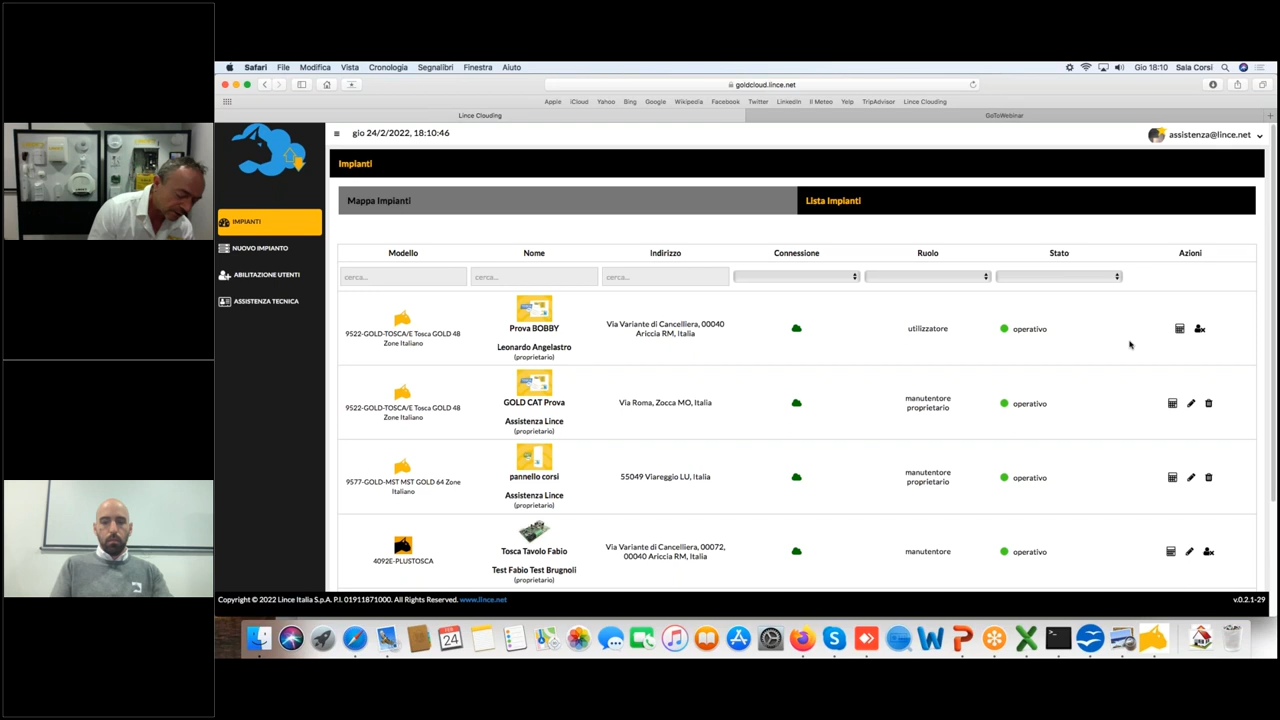 Safari File Modifica Vista Cronologia Segnalibri Finestra Aiuto
Gio 18:10 Sala Corsi
goldcloud.lince.net
Apple iCloud Yahoo Bing Google Wikipedia Facebook Twitter LinkedIn Il Meteo Yelp TripAdvisor Lince Clouding
Lince Clouding GoToWebinar
gio 24/2/2022, 18:10:46
assistenza@lince.net
Impianti
Mappa Impianti
Lista Impianti
IMPIANTI
NUOVO IMPIANTO
ABILITAZIONE UTENTI
ASSISTENZA TECNICA
Modello Nome Indirizzo Connessione Ruolo Stato Azioni
cerca... cerca... cerca...
9522-GOLD-TOSCA/E Tosca GOLD 48
Zone Italiano
Prova BOBBY
Leonardo Angelastro
(proprietario)
Via Variante di Cancelliera, 00040
Ariccia RM, Italia
utilizzatore
operativo
9522-GOLD-TOSCA/E Tosca GOLD 48
Zone Italiano
GOLD CAT Prova
Assistenza Lince
(proprietario)
Via Roma, Zocca MO, Italia
manutentore
proprietario
operativo
9577-GOLD-MST MST GOLD 64 Zone
Italiano
pannello corsi
Assistenza Lince
(proprietario)
55049 Viareggio LU, Italia
manutentore
proprietario
operativo
4092E-PLUSTOSCA
Tosca Tavolo Fabio
Test Fabio Test Brugnoli
(proprietario)
Via Variante di Cancelliera, 00072,
00040 Ariccia RM, Italia
manutentore
operativo
Copyright © 2022 Lince Italia S.p.A. P.I. 01911871000. All Rights Reserved. www.lince.net
v.0.2.1-29
FEB
24